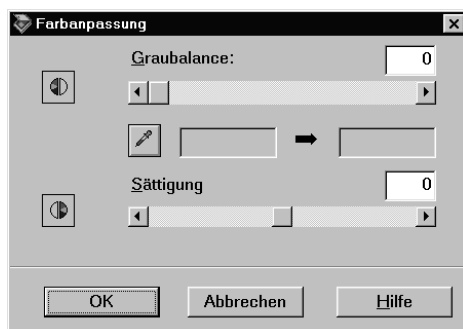 Farbanpassung
Graubalance: 0
Sättigung 0
OK Abbrechen Hilfe